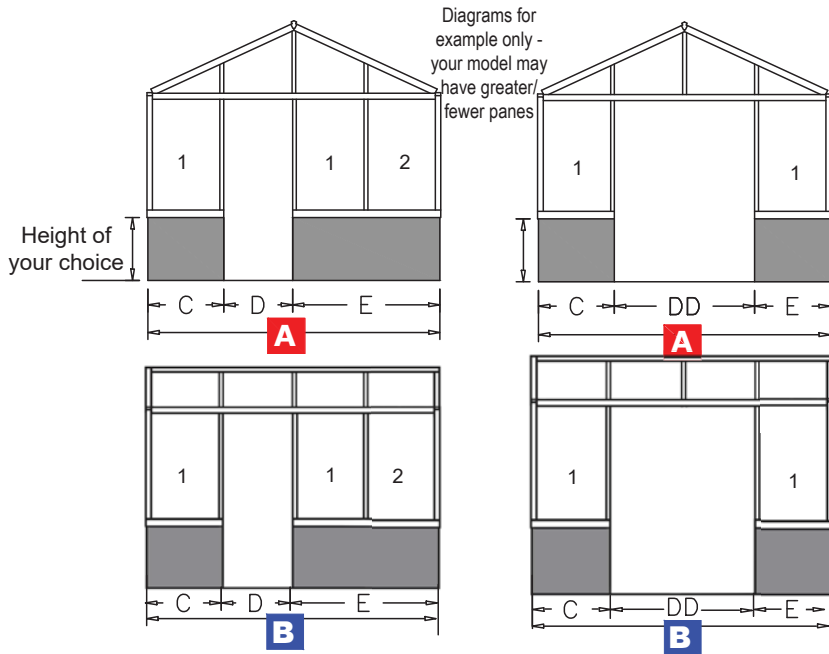 Diagrams for
example only -
your model may
have greater/
fewer panes
1 1 2
1 1
Height of
your choice
C D E
C DD E
A
A
1 1 2
1 1
C D E
C DD E
B
B